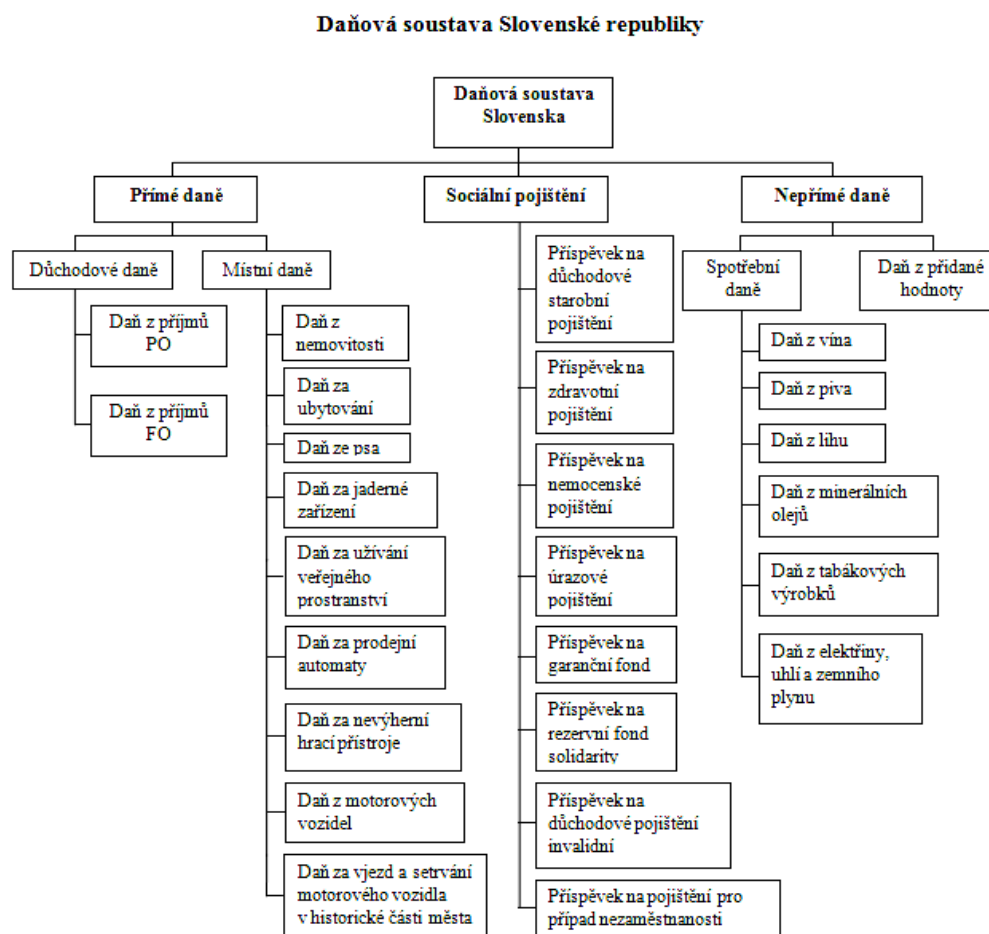 Daňová soustava Slovenské republiky
Daňová soustava
Slovenska
Přímé daně
Důchodové daně
Daň z příjmů
PO
Daň z příjmů
FO
Místní daně
Daň z
nemovitosti
Daň za
ubytování
Daň ze psa
Daň za jaderné
zařízení
Daň za užívání
veřejného
prostranství
Daň za prodejní
automaty
Daň za nevýherní
hrací přístroje
Daň z motorových
vozidel
Daň za vjezd a setrvání
motorového vozidla
v historické části města
Sociální pojištění
Příspěvek na
důchodové
starobní
pojištění
Příspěvek na
zdravotní
pojištění
Příspěvek na
nemocenské
pojištění
Příspěvek na
úrazové
pojištění
Příspěvek na
garanční fond
Příspěvek na
rezervní fond
solidarity
Příspěvek na
důchodové pojištění
invalidní
Příspěvek na pojištění pro
případ nezaměstnanosti
Nepřímé daně
Spotřební
daně
Daň z vína
Daň z piva
Daň z lihu
Daň z minerálních
olejů
Daň z tabákových
výrobků
Daň z elektřiny,
uhlí a zemního
plynu
Daň z přidané
hodnoty